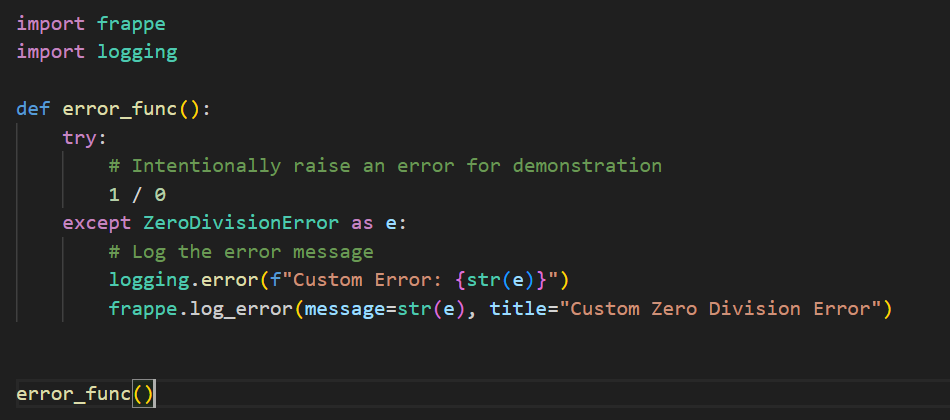 import frappe
import logging
def error_func():
try:
# Intentionally raise an error for demonstration
1 / 0
except ZeroDivisionError as e:
# Log the error message
logging.error(f"Custom Error: {str(e)}")
frappe.log_error(message=str(e), title="Custom Zero Division Error")
error_func()